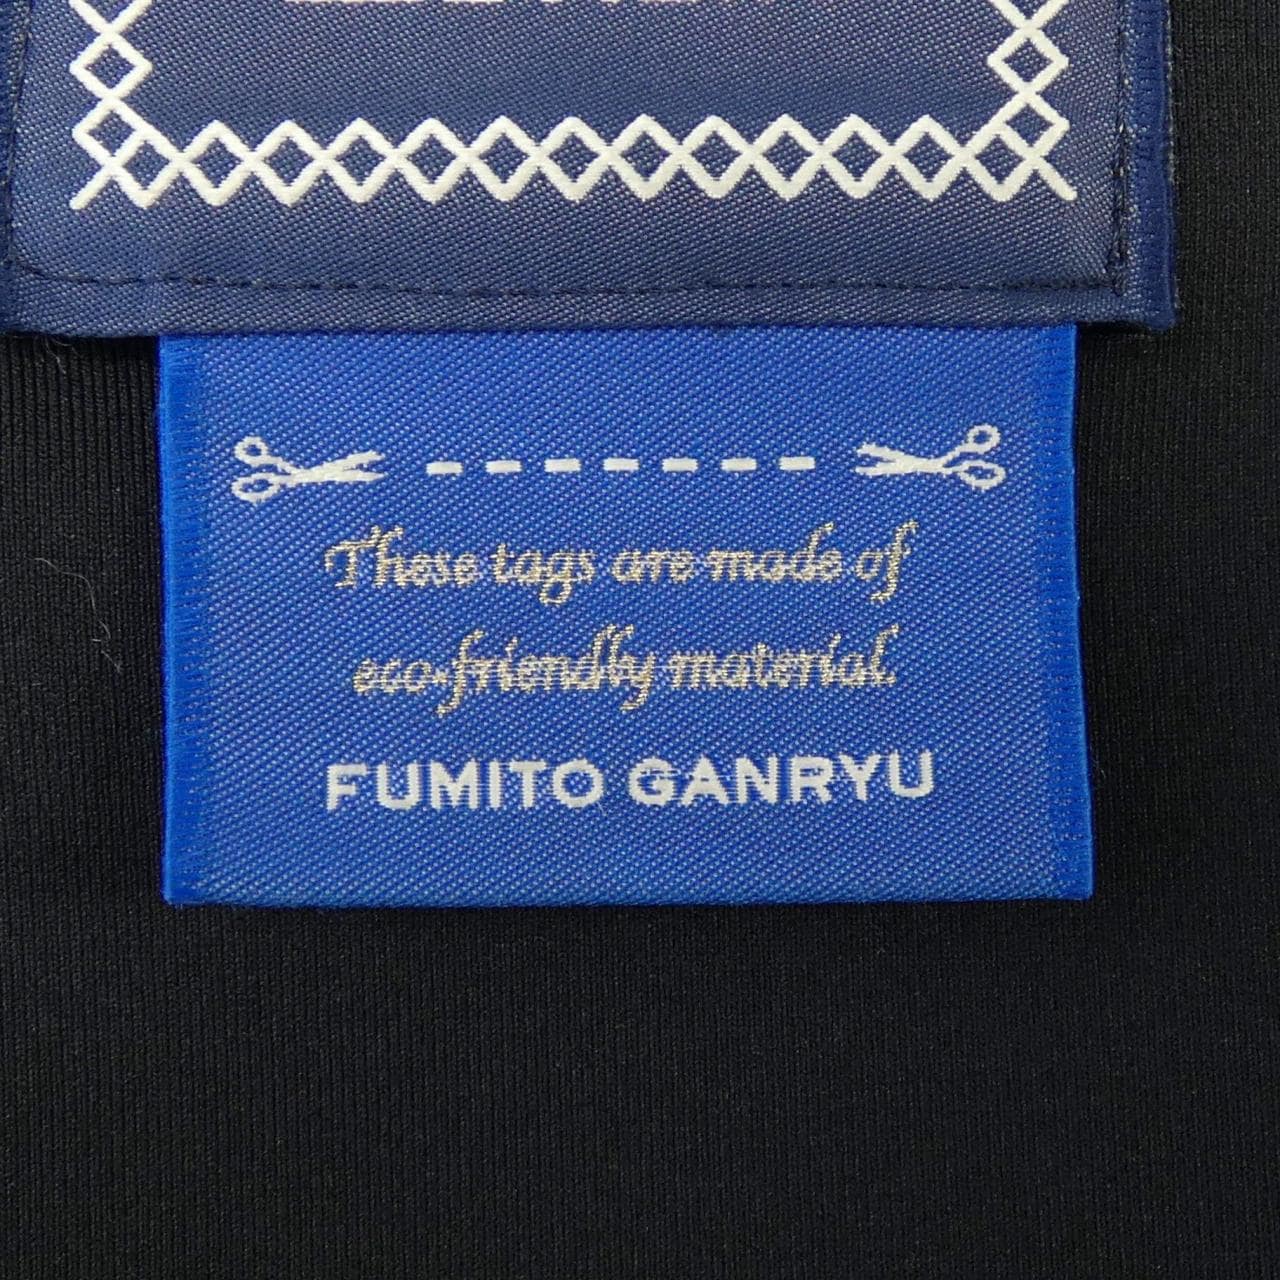 These tags are made of
eco-friendly material.
FUMITO GANRYU